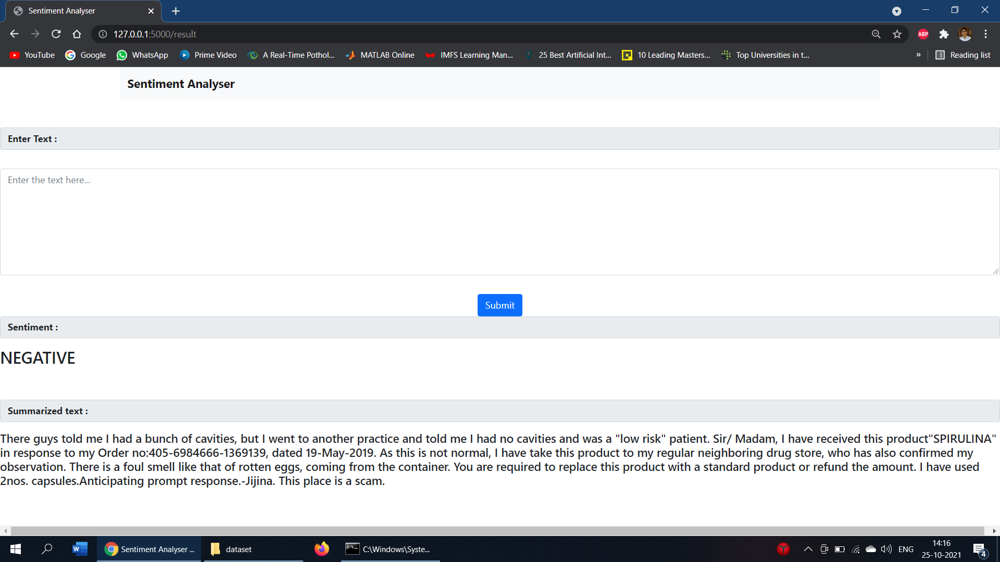 Sentiment Analyser
127.0.0.1:5000/result
ABP
YouTube
Google
WhatsApp
Prime Video
A Real-Time Pothol...
MATLAB Online
IMFS Learning Man...
25 Best Artificial Int...
10 Leading Masters...
Top Universities in t...
»
Reading list
Sentiment Analyser
Enter Text :
Enter the text here...
Submit
Sentiment :
NEGATIVE
Summarized text :
There guys told me I had a bunch of cavities, but I went to another practice and told me I had no cavities and was a "low risk" patient. Sir/ Madam, I have received this product"SPIRULINA"
in response to my Order no:405-6984666-1369139, dated 19-May-2019. As this is not normal, I have take this product to my regular neighboring drug store, who has also confirmed my
observation. There is a foul smell like that of rotten eggs, coming from the container. You are required to replace this product with a standard product or refund the amount. I have used
2nos. capsules.Anticipating prompt response.-Jijina. This place is a scam.
W
Sentiment Analyser ...
dataset
C:\Windows\Syste...
ENG
14:16
25-10-2021
4